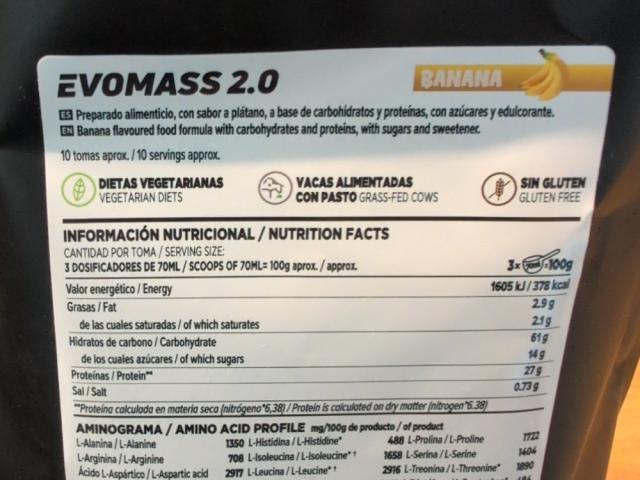 EVOMASS 2.0
BANANA
ES Preparado alimenticio, con sabor a plátano, a base de carbohidratos y proteínas, con azúcares y edulcorante.
EN Banana flavoured food formula with carbohydrates and proteins, with sugars and sweetener.
10 tomas aprox. / 10 servings approx.
DIETAS VEGETARIANAS
VEGETARIAN DIETS
VACAS ALIMENTADAS
CON PASTO GRASS-FED COWS
SIN GLUTEN
GLUTEN FREE
INFORMACIÓN NUTRICIONAL / NUTRITION FACTS
CANTIDAD POR TOMA / SERVING SIZE:
3 DOSIFICADORES DE 70ML / SCOOPS OF 70ML= 100g aprox. / approx.
3x 70ml =100g
Valor energético / Energy 1605 kJ / 378 kcal
Grasas / Fat 2.9 g
de las cuales saturadas / of which saturates 2.1 g
Hidratos de carbono / Carbohydrate 61 g
de los cuales azúcares / of which sugars 14 g
Proteínas / Protein** 27 g
Sal / Salt 0.73 g
**Proteína calculada en materia seca (nitrógeno*6,38) / Protein is calculated on dry matter (nitrogen*6.38)
AMINOGRAMA / AMINO ACID PROFILE mg/100g de producto / of product
L-Alanina / L-Alanine 1350 L-Histidina / L-Histidine* 488 L-Prolina / L-Proline 1722
L-Arginina / L-Arginine 708 L-Isoleucina / L-Isoleucine* † 1658 L-Serina / L-Serine 1404
Ácido L-Aspártico / L-Aspartic acid 2917 L-Leucina / L-Leucine* † 2916 L-Treonina / L-Threonine* 1890